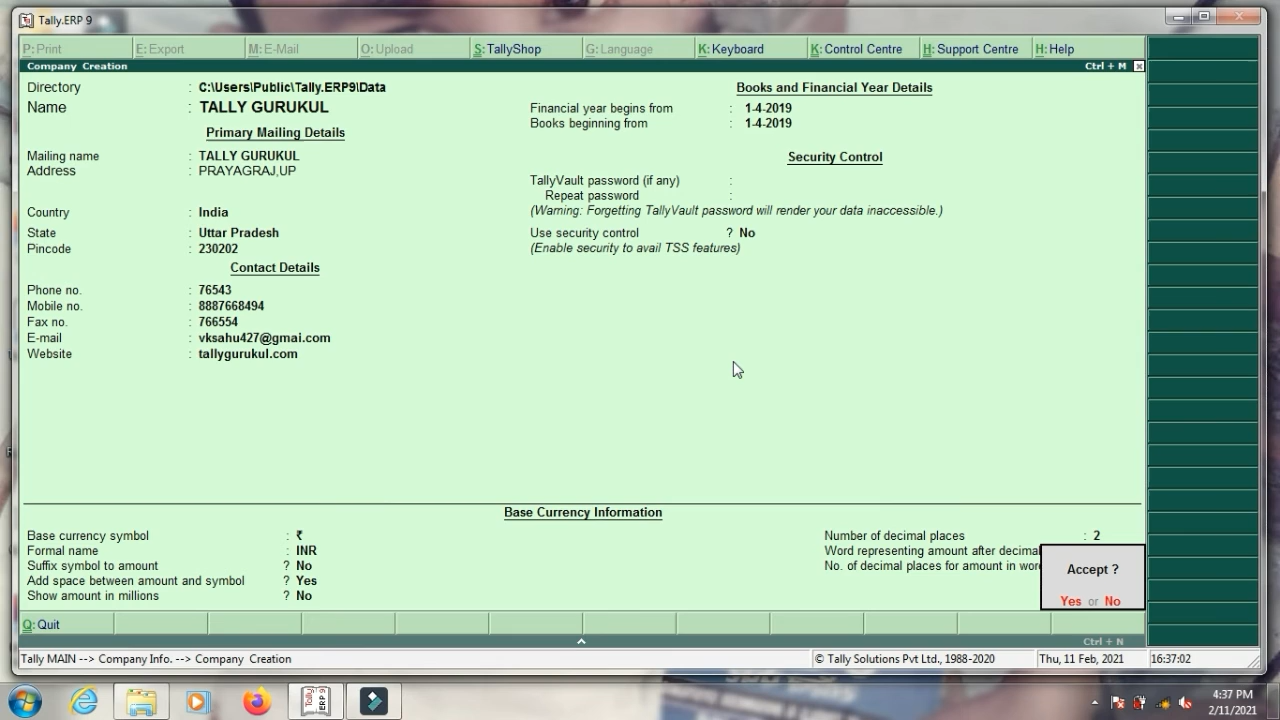 Tally.ERP 9
P: Print E: Export M: E-Mail O: Upload S: TallyShop G: Language K: Keyboard K: Control Centre H: Support Centre H: Help
Company Creation Ctrl + M
Directory : C:\Users\Public\Tally.ERP9\Data
Name : TALLY GURUKUL
Primary Mailing Details
Mailing name : TALLY GURUKUL
Address : PRAYAGRAJ,UP
Country : India
State : Uttar Pradesh
Pincode : 230202
Contact Details
Phone no. : 76543
Mobile no. : 8887668494
Fax no. : 766554
E-mail : vksahu427@gmai.com
Website : tallygurukul.com
Books and Financial Year Details
Financial year begins from : 1-4-2019
Books beginning from : 1-4-2019
Security Control
TallyVault password (if any) :
Repeat password :
(Warning: Forgetting TallyVault password will render your data inaccessible.)
Use security control ? No
(Enable security to avail TSS features)
Base Currency Information
Base currency symbol : ₹
Formal name : INR
Suffix symbol to amount ? No
Add space between amount and symbol ? Yes
Show amount in millions ? No
Number of decimal places : 2
Word representing amount after decimal
No. of decimal places for amount in wor
Accept ?
Yes or No
Q: Quit
Ctrl + N
Tally MAIN --> Company Info. --> Company Creation © Tally Solutions Pvt Ltd., 1988-2020 Thu, 11 Feb, 2021 16:37:02
4:37 PM
2/11/2021